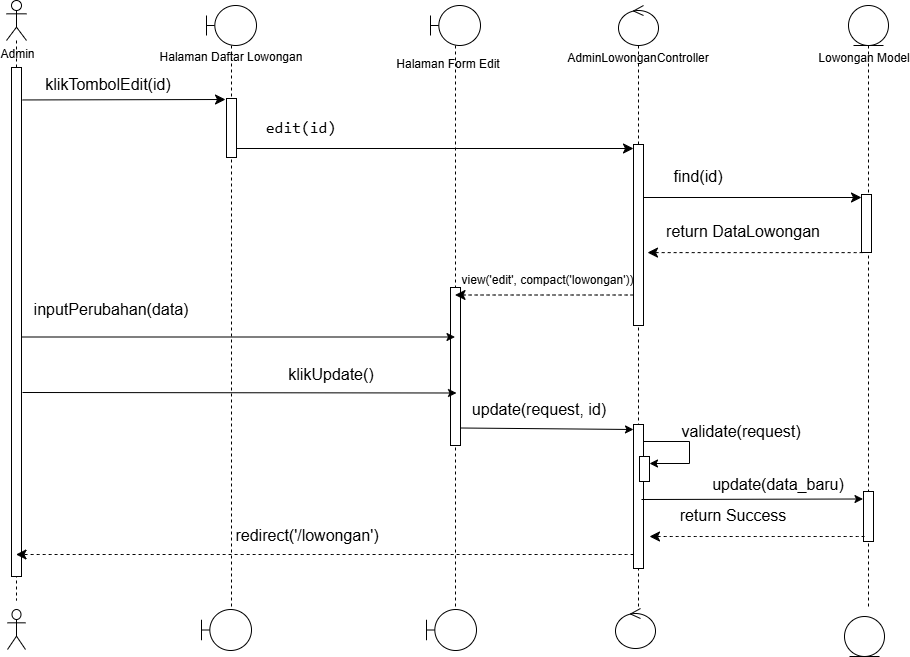 Admin
Halaman Daftar Lowongan
Halaman Form Edit
AdminLowonganController
Lowongan Model
klikTombolEdit(id)
edit(id)
find(id)
return DataLowongan
view('edit', compact('lowongan'))
inputPerubahan(data)
klikUpdate()
update(request, id)
validate(request)
update(data_baru)
return Success
redirect('/lowongan')